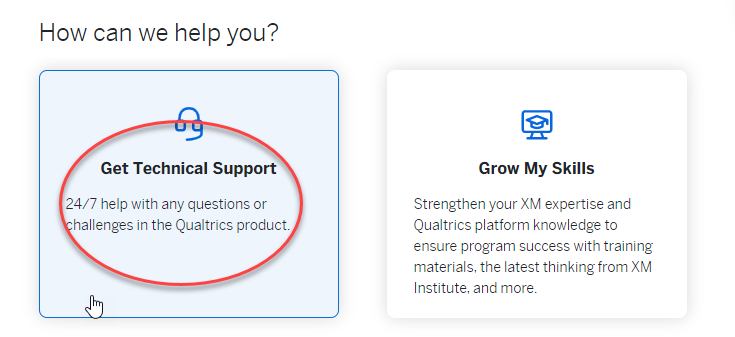 How can we help you?
Get Technical Support
24/7 help with any questions or
challenges in the Qualtrics product.
Grow My Skills
Strengthen your XM expertise and
Qualtrics platform knowledge to
ensure program success with training
materials, the latest thinking from XM
Institute, and more.